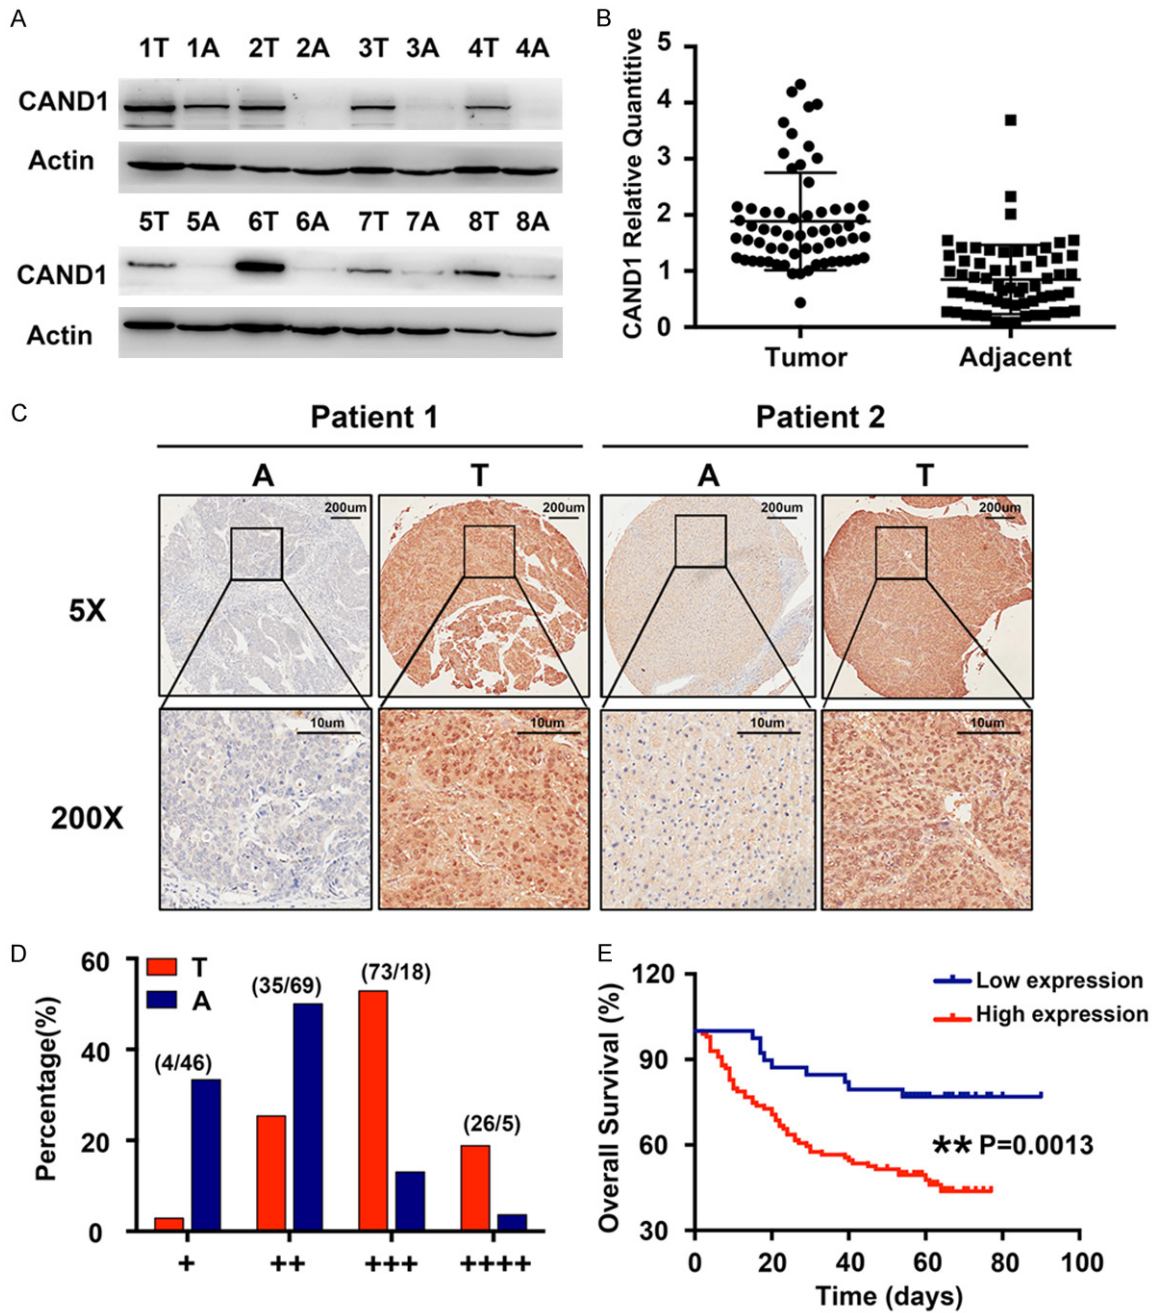 A
1T 1A 2T 2A 3T 3A 4T 4A
CAND1
Actin
5T 5A 6T 6A 7T 7A 8T 8A
CAND1
Actin
B
CAND1 Relative Quantitive
5
4
3
2
1
0
Tumor Adjacent
C
Patient 1 Patient 2
A T A T
200um 200um 200um 200um
5X
10um 10um 10um 10um
200X
D
Percentage(%)
60
40
20
0
T
A
(4/46)
(35/69)
(73/18)
(26/5)
+ ++ +++ ++++
E
Overall Survival (%)
120
90
60
30
Low expression
High expression
** P=0.0013
0 20 40 60 80 100
Time (days)